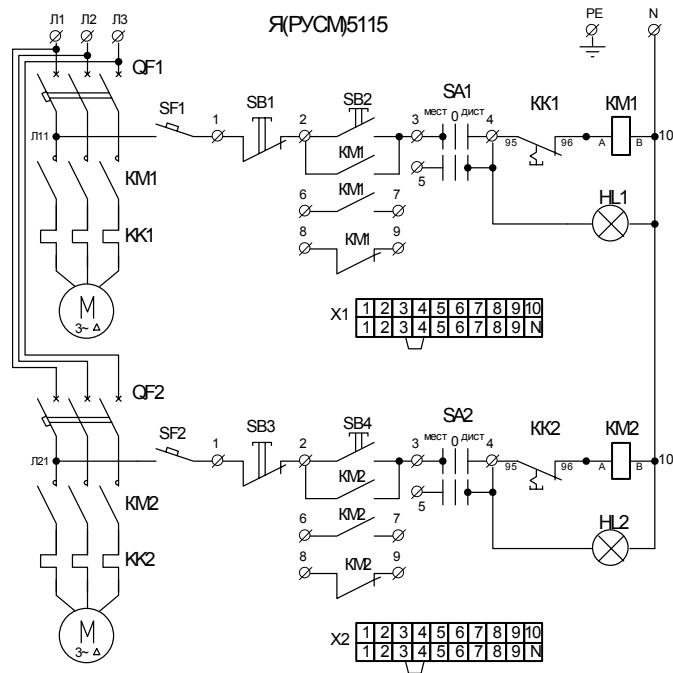 Л1 Л2 Л3 Я(РУСМ)5115 PE N
QF1
SF1 1 SB1 2 SB2 3 мест SA1 0 дист 4 KK1 KM1
Л11 95 96 A B 10
KM1 KM1 5
6 KM1 7 HL1
KK1 8 KM1 9
M
3~ Δ
X1 1 2 3 4 5 6 7 8 9 10
1 2 3 4 5 6 7 8 9 N
QF2
SF2 1 SB3 2 SB4 3 мест SA2 0 дист 4 KK2 KM2
Л21 95 96 A B 10
KM2 KM2 5
6 KM2 7 HL2
KK2 8 KM2 9
M
3~ Δ
X2 1 2 3 4 5 6 7 8 9 10
1 2 3 4 5 6 7 8 9 N